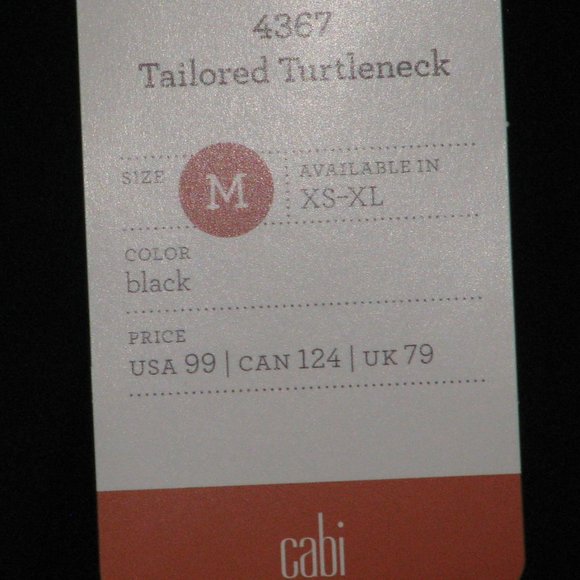 4367
Tailored Turtleneck
SIZE M AVAILABLE IN
XS-XL
COLOR
black
PRICE
USA 99 | CAN 124 | UK 79
cabi